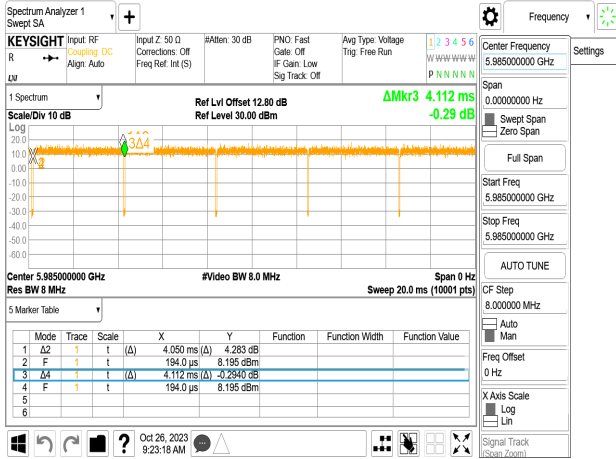 Spectrum Analyzer 1
Swept SA
Frequency
KEYSIGHT
R
Input: RF
Coupling: DC
Align: Auto
Input Z: 50 Ω
Corrections: Off
Freq Ref: Int (S)
#Atten: 30 dB
PNO: Fast
Gate: Off
IF Gain: Low
Sig Track: Off
Avg Type: Voltage
Trig: Free Run
1 2 3 4 5 6
W W W W W W
P N N N N N
LXI
1 Spectrum
Scale/Div 10 dB
Ref Lvl Offset 12.80 dB
Ref Level 30.00 dBm
ΔMkr3 4.112 ms
-0.29 dB
Log
20.0
10.0
0.00
-10.0
-20.0
-30.0
-40.0
-50.0
-60.0
3Δ4
Center 5.985000000 GHz
Res BW 8 MHz
#Video BW 8.0 MHz
Span 0 Hz
Sweep 20.0 ms (10001 pts)
5 Marker Table
Mode Trace Scale X Y Function Function Width Function Value
1 Δ2 1 t (Δ) 4.050 ms (Δ) 4.283 dB
2 F 1 t 194.0 µs 8.195 dBm
3 Δ4 1 t (Δ) 4.112 ms (Δ) -0.2940 dB
4 F 1 t 194.0 µs 8.195 dBm
5
6
Oct 26, 2023
9:23:18 AM
Center Frequency
5.985000000 GHz
Settings
Span
0.00000000 Hz
Swept Span
Zero Span
Full Span
Start Freq
5.985000000 GHz
Stop Freq
5.985000000 GHz
AUTO TUNE
CF Step
8.000000 MHz
Auto
Man
Freq Offset
0 Hz
X Axis Scale
Log
Lin
Signal Track
(Span Zoom)